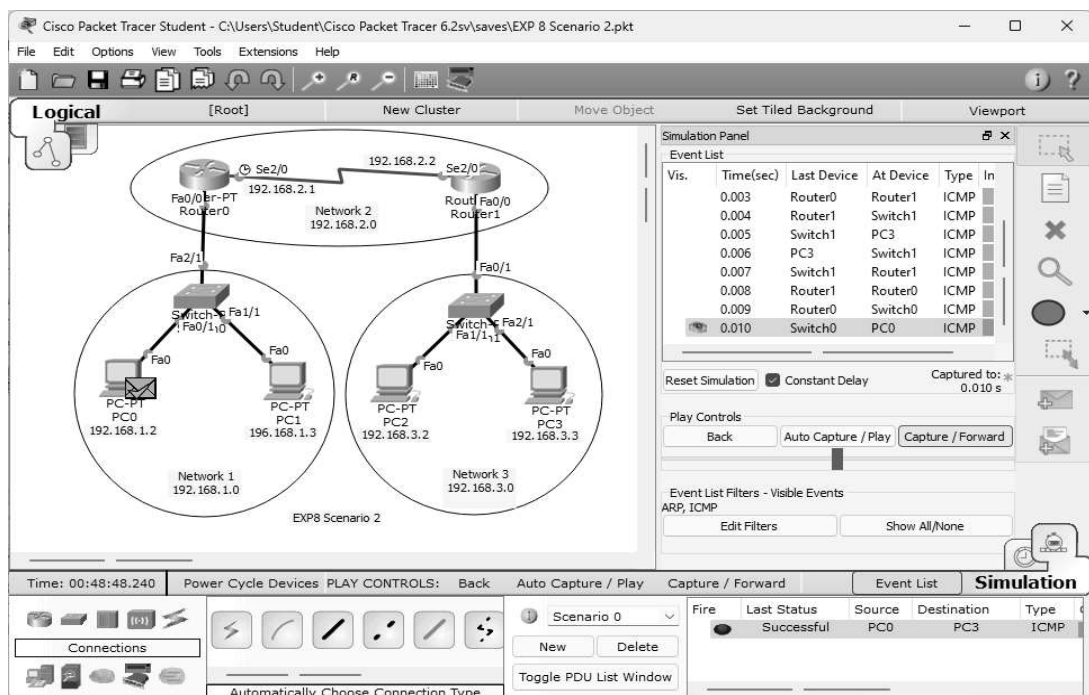 Cisco Packet Tracer Student - C:\Users\Student\Cisco Packet Tracer 6.2sv\saves\EXP 8 Scenario 2.pkt
File Edit Options View Tools Extensions Help
Logical [Root] New Cluster Move Object Set Tiled Background Viewport
Se2/0
192.168.2.1
192.168.2.2
Se2/0
Fa0/0
er-PT
Router0
Rout
Fa0/0
Router1
Network 2
192.168.2.0
Fa2/1
Fa0/1
Switch-
Fa0/1
Fa1/1
Switch-
Fa1/1
Fa2/1
Fa0
Fa0
Fa0
Fa0
PC-PT
PC0
192.168.1.2
PC-PT
PC1
196.168.1.3
PC-PT
PC2
192.168.3.2
PC-PT
PC3
192.168.3.3
Network 1
192.168.1.0
Network 3
192.168.3.0
EXP8 Scenario 2
Simulation Panel
Event List
Vis. Time(sec) Last Device At Device Type In
0.003 Router0 Router1 ICMP
0.004 Router1 Switch1 ICMP
0.005 Switch1 PC3 ICMP
0.006 PC3 Switch1 ICMP
0.007 Switch1 Router1 ICMP
0.008 Router1 Router0 ICMP
0.009 Router0 Switch0 ICMP
0.010 Switch0 PC0 ICMP
Reset Simulation Constant Delay Captured to: *
0.010 s
Play Controls
Back Auto Capture / Play Capture / Forward
Event List Filters - Visible Events
ARP, ICMP
Edit Filters Show All/None
Time: 00:48:48.240 Power Cycle Devices PLAY CONTROLS: Back Auto Capture / Play Capture / Forward Event List Simulation
Connections
Automatically Choose Connection Type
Scenario 0
New Delete
Toggle PDU List Window
Fire Last Status Source Destination Type
Successful PC0 PC3 ICMP